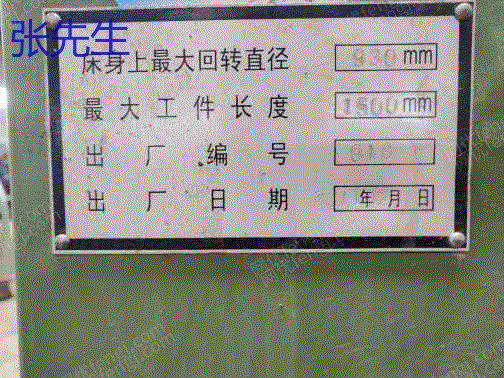 张先生
床身上最大回转直径 930 mm
最大工件长度 1500 mm
出厂编号
出厂日期 年月日